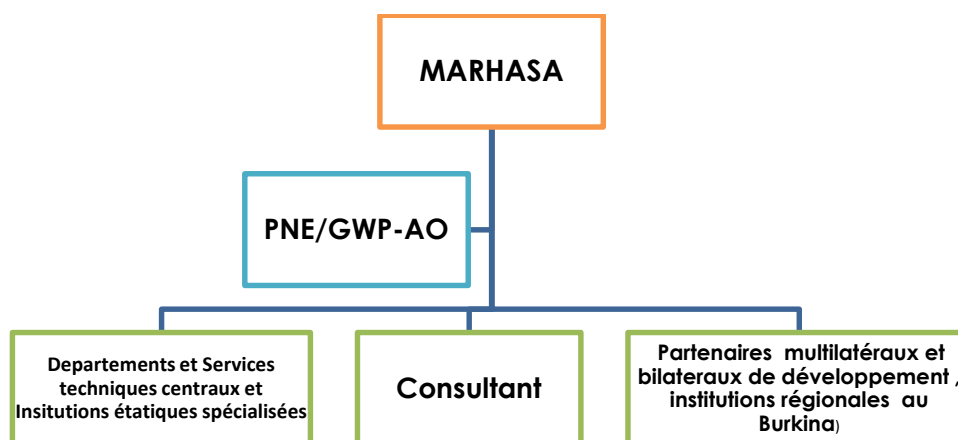 MARHASA
PNE/GWP-AO
Departements et Services
techniques centraux et
Insitutions étatiques spécialisées
Consultant
Partenaires multilatéraux et
bilateraux de développement ,
institutions régionales au
Burkina)